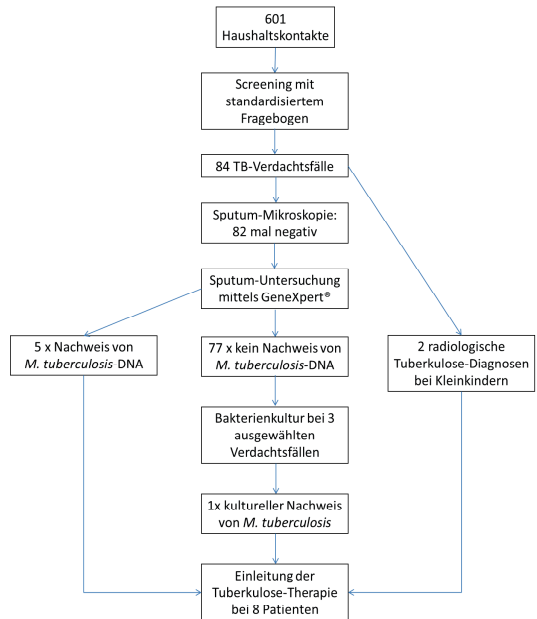 601
Haushaltskontakte
Screening mit
standardisiertem
Fragebogen
84 TB-Verdachtsfälle
Sputum-Mikroskopie:
82 mal negativ
Sputum-Untersuchung
mittels GeneXpert®
5 x Nachweis von
M. tuberculosis-DNA
77 x kein Nachweis von
M. tuberculosis-DNA
2 radiologische
Tuberkulose-Diagnosen
bei Kleinkindern
Bakterienkultur bei 3
ausgewählten
Verdachtsfällen
1x kultureller Nachweis
von M. tuberculosis
Einleitung der
Tuberkulose-Therapie
bei 8 Patienten